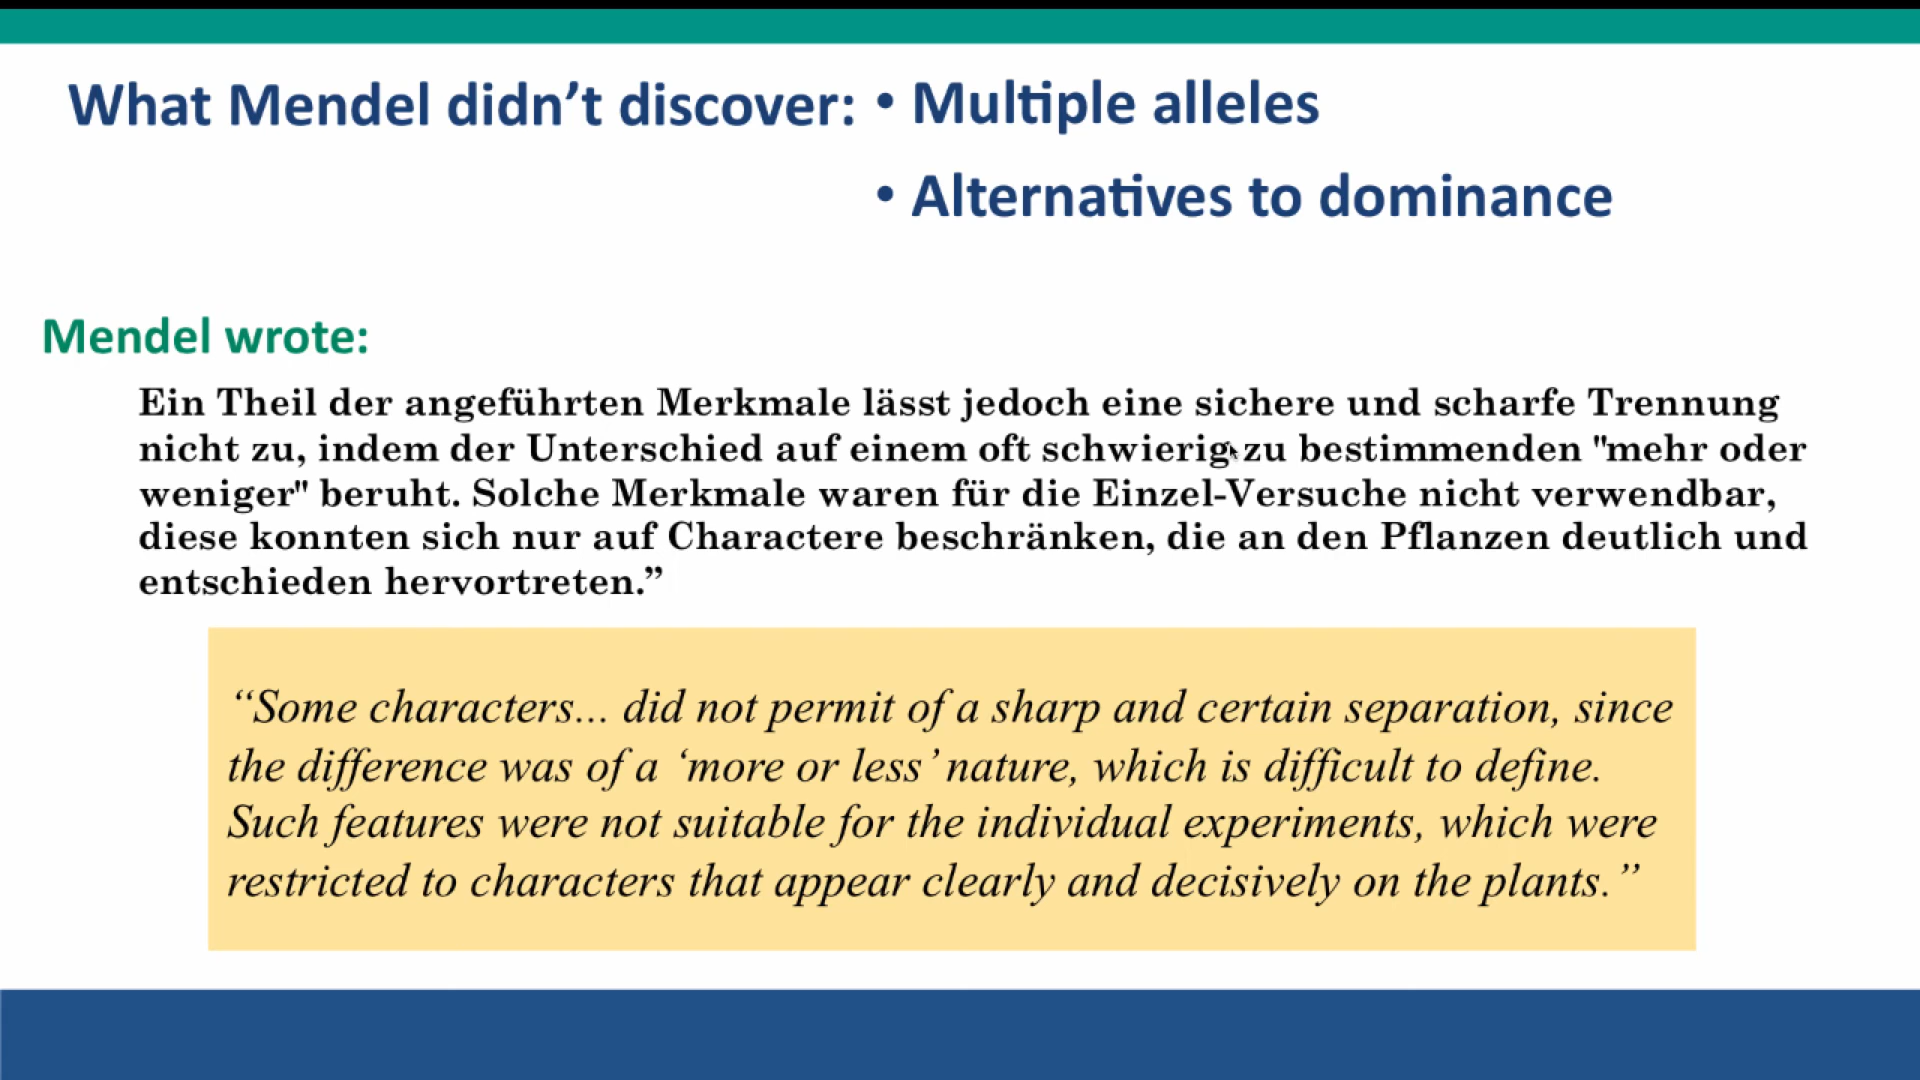 What Mendel didn’t discover: • Multiple alleles
• Alternatives to dominance
Mendel wrote:
Ein Theil der angeführten Merkmale lässt jedoch eine sichere und scharfe Trennung
nicht zu, indem der Unterschied auf einem oft schwierig zu bestimmenden "mehr oder
weniger" beruht. Solche Merkmale waren für die Einzel-Versuche nicht verwendbar,
diese konnten sich nur auf Charactere beschränken, die an den Pflanzen deutlich und
entschieden hervortreten.”
“Some characters... did not permit of a sharp and certain separation, since
the difference was of a ‘more or less’ nature, which is difficult to define.
Such features were not suitable for the individual experiments, which were
restricted to characters that appear clearly and decisively on the plants.”